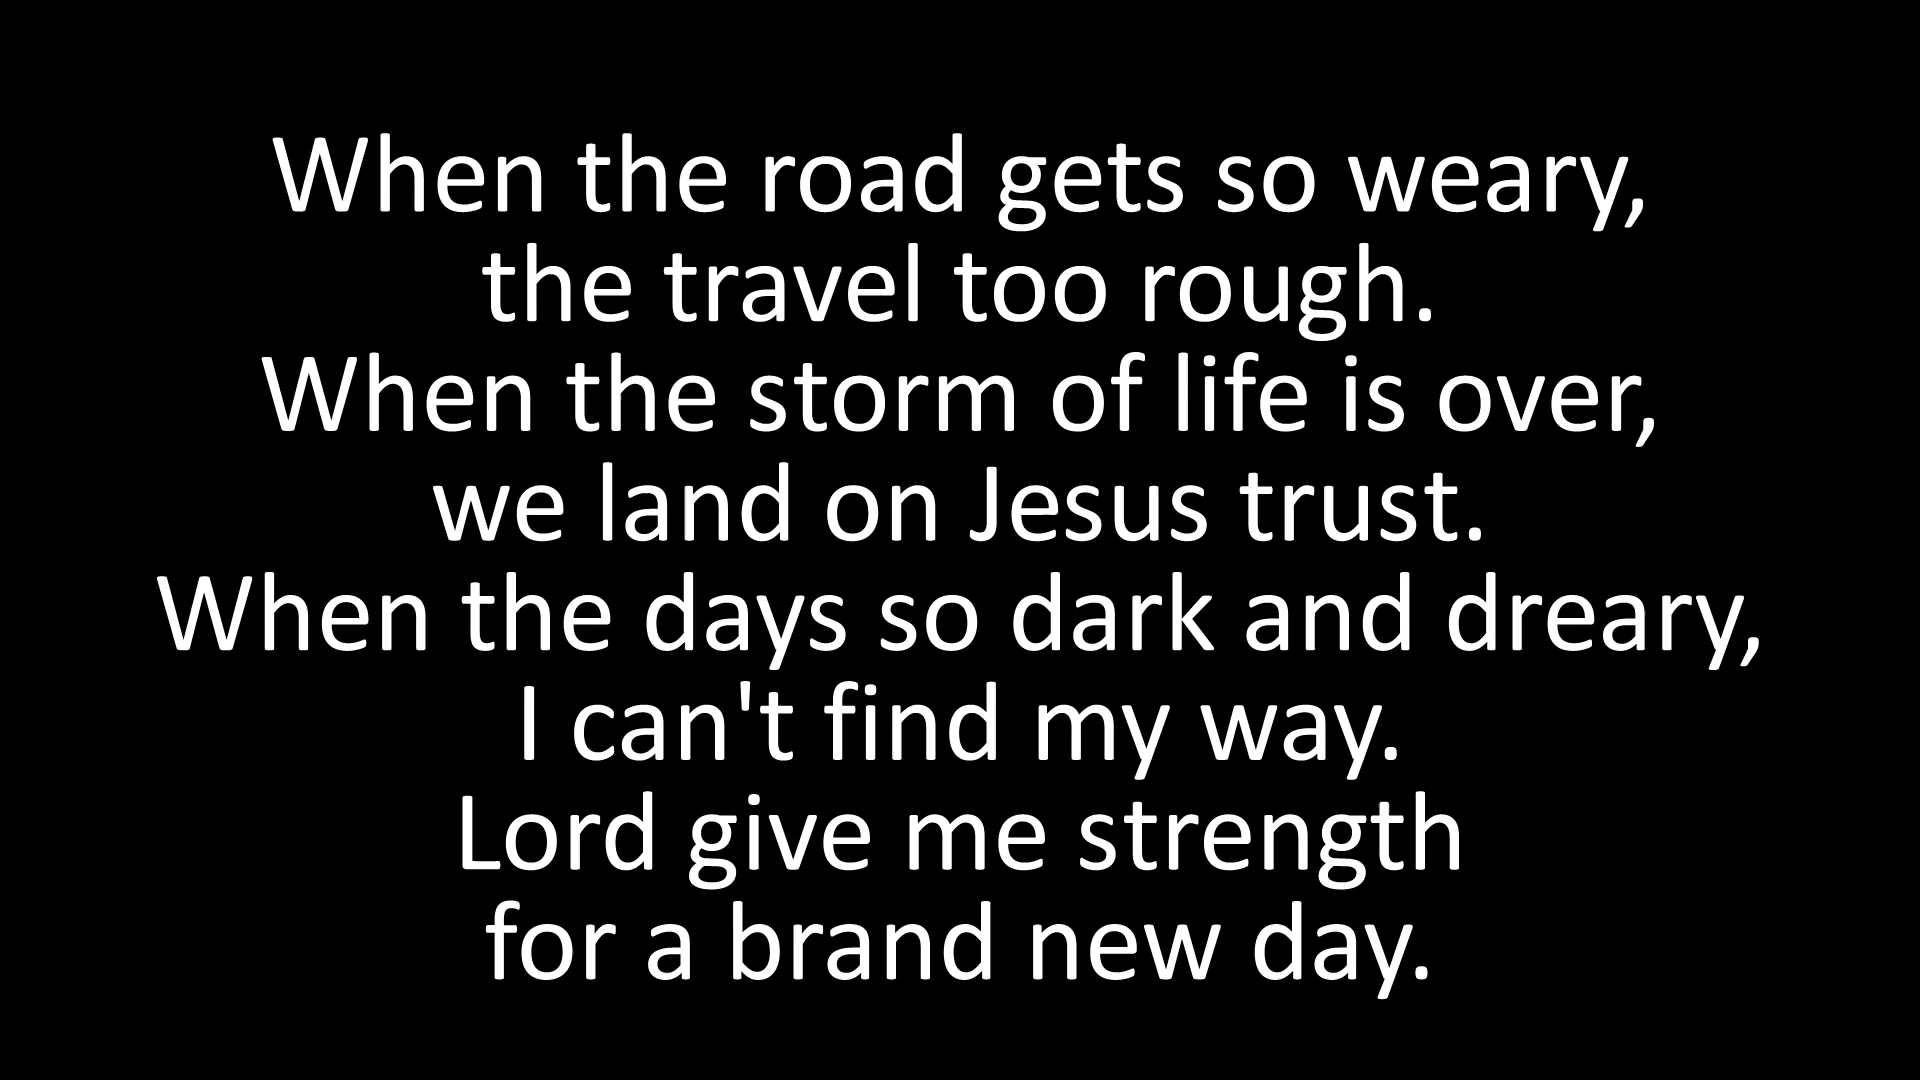 When the road gets so weary,
the travel too rough.
When the storm of life is over,
we land on Jesus trust.
When the days so dark and dreary,
I can't find my way.
Lord give me strength
for a brand new day.